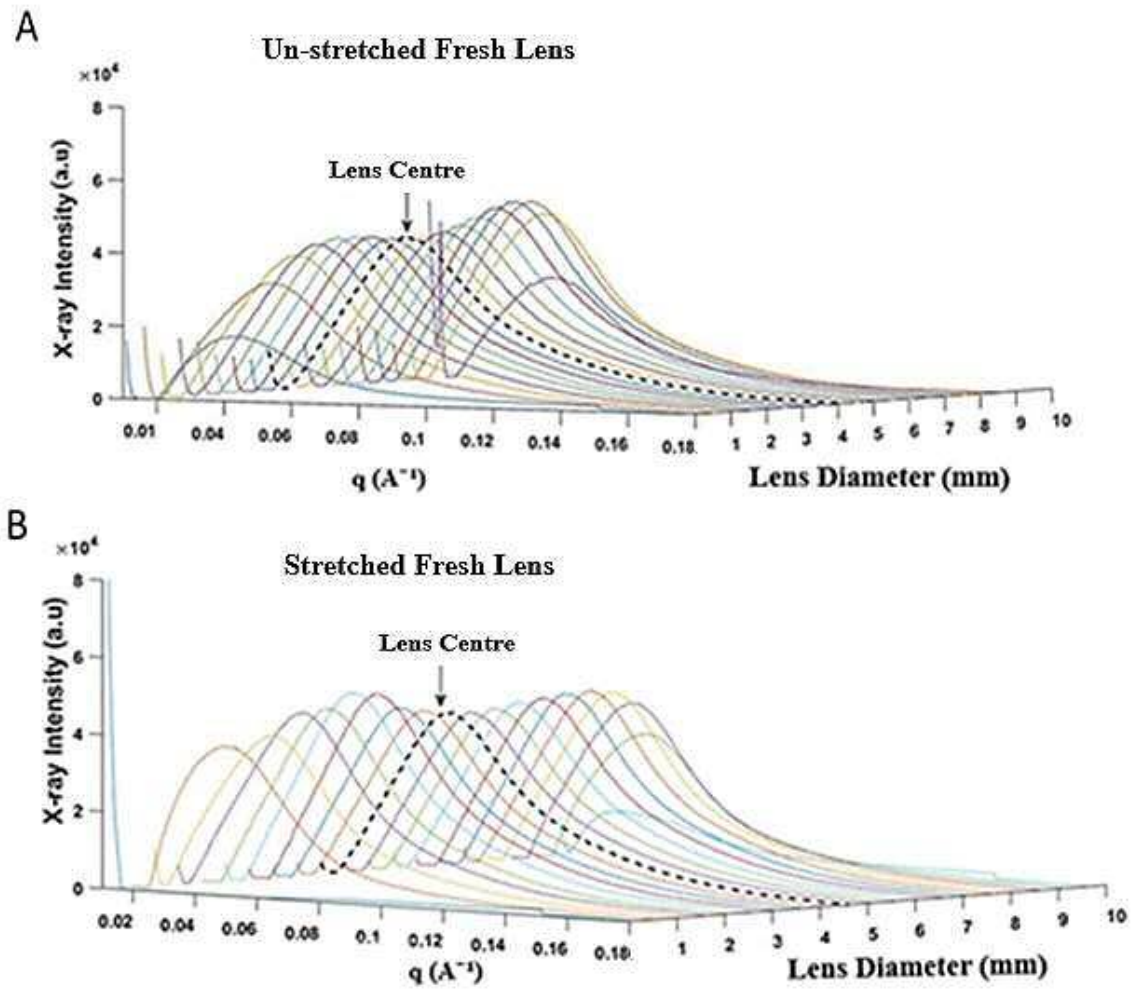 A
Un-stretched Fresh Lens
×10⁴
8
6
4
2
0
X-ray Intensity (a.u)
Lens Centre
0.01 0.04 0.06 0.08 0.1 0.12 0.14 0.16 0.18
q (A⁻¹)
1 2 3 4 5 6 7 8 9 10
Lens Diameter (mm)
B
Stretched Fresh Lens
×10⁴
8
6
4
2
0
X-ray Intensity (a.u)
Lens Centre
0.02 0.04 0.06 0.08 0.1 0.12 0.14 0.16 0.18
q (A⁻¹)
1 2 3 4 5 6 7 8 9 10
Lens Diameter (mm)